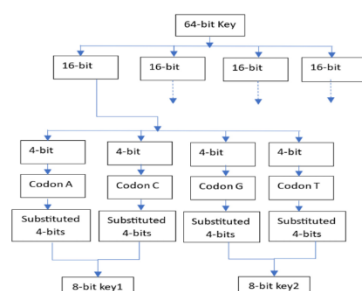 64-bit Key
16-bit 16-bit 16-bit 16-bit
4-bit 4-bit 4-bit 4-bit
Codon A Codon C Codon G Codon T
Substituted Substituted Substituted Substituted
4-bits 4-bits 4-bits 4-bits
8-bit key1 8-bit key2